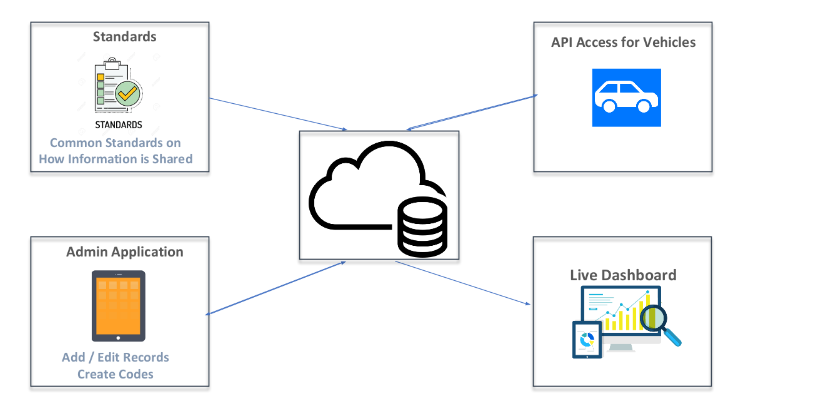 Standards
STANDARDS
Common Standards on
How Information is Shared
API Access for Vehicles
Admin Application
Add / Edit Records
Create Codes
Live Dashboard